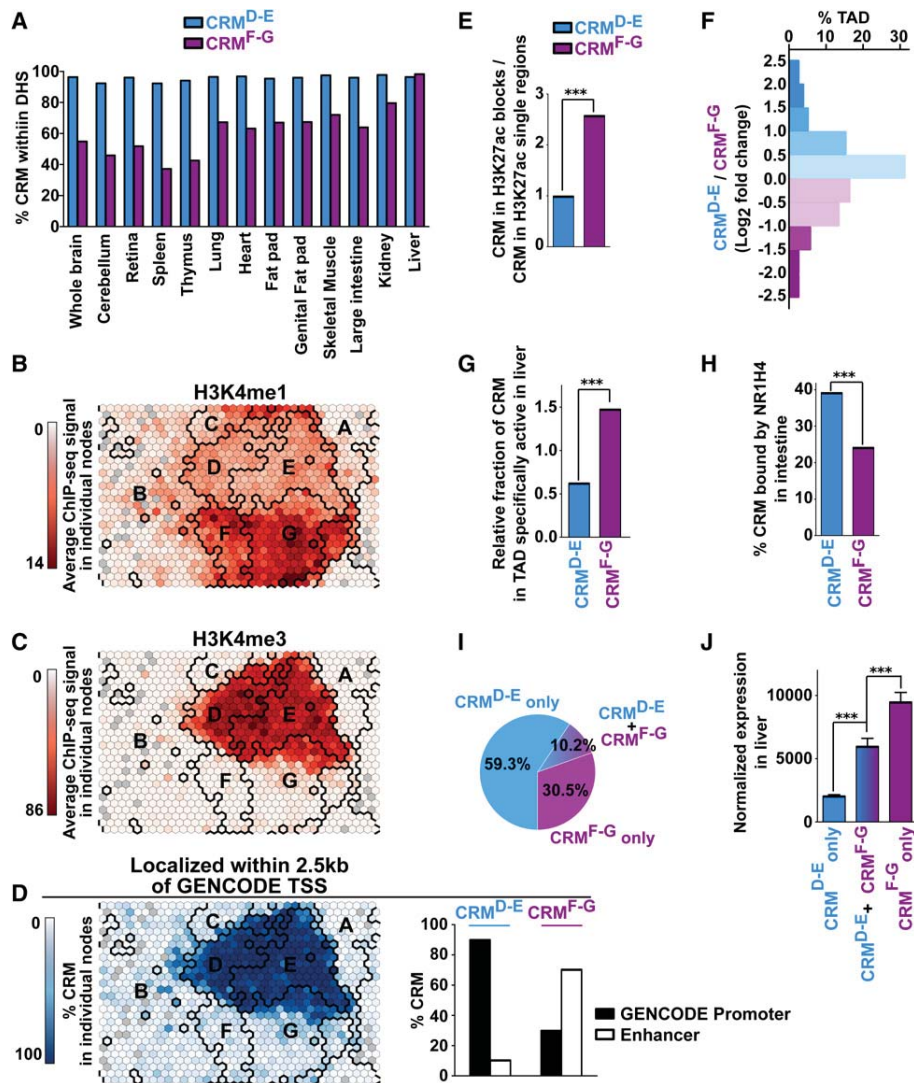 A
CRM^D-E
CRM^F-G
% CRM withiin DHS
100
80
60
40
20
0
Whole brain
Cerebellum
Retina
Spleen
Thymus
Lung
Heart
Fat pad
Genital Fat pad
Skeletal Muscle
Large intestine
Kidney
Liver
E
CRM^D-E
CRM^F-G
CRM in H3K27ac blocks /
CRM in H3K27ac single regions
3
2
1
0
***
F
% TAD
0 10 20 30
CRM^D-E / CRM^F-G
(Log2 fold change)
2.5
2.0
1.5
1.0
0.5
0.0
-0.5
-1.0
-1.5
-2.0
-2.5
B
H3K4me1
0
14
Average ChIP-seq signal
in individual nodes
C
A
D
E
B
F
G
G
Relative fraction of CRM
in TAD specifically active in liver
1.5
1.0
0.5
0.0
***
CRM^D-E
CRM^F-G
H
% CRM bound by NR1H4
in intestine
40
20
0
***
CRM^D-E
CRM^F-G
C
H3K4me3
0
86
Average ChIP-seq signal
in individual nodes
C
A
D
E
B
F
G
I
CRM^D-E only
59.3%
CRM^D-E
+
CRM^F-G
10.2%
30.5%
CRM^F-G only
J
Normalized expression
in liver
10000
5000
0
***
***
CRM^D-E only
CRM^D-E + CRM^F-G
CRM^F-G only
D
Localized within 2.5kb
of GENCODE TSS
0
100
% CRM
in individual nodes
C
A
D
E
B
F
G
CRM^D-E
CRM^F-G
% CRM
100
80
60
40
20
0
GENCODE Promoter
Enhancer